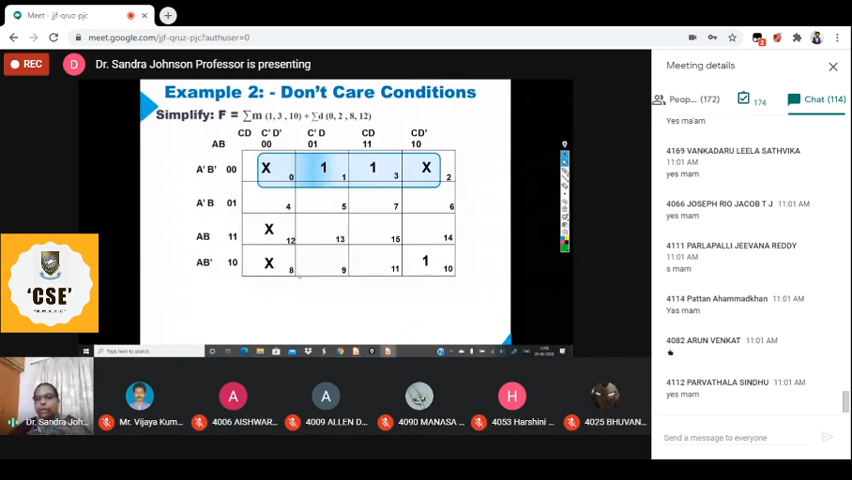 Meet - jjf-qruz-pjc
meet.google.com/jjf-qruz-pjc?authuser=0
2
REC
D
Dr. Sandra Johnson Professor is presenting
Example 2: - Don't Care Conditions
Simplify: F = ∑m (1, 3 , 10) + ∑d (0, 2 , 8, 12)
CD C' D' C' D CD CD'
AB 00 01 11 10
A' B' 00 X 0 1 1 1 3 X 2
A' B 01 4 5 7 6
AB 11 X 12 13 15 14
AB' 10 X 8 9 11 1 10
Type here to search
'CSE'
Dr. Sandra Joh...
Mr. Vijaya Kum...
A
4006 AISHWAR...
A
4009 ALLEN D...
4090 MANASA ...
H
4053 Harshini ...
4025 BHUVAN...
Meeting details
Peop... (172)
174
Chat (114)
Yes ma'am
4169 VANKADARU LEELA SATHVIKA
11:01 AM
yes mam
4066 JOSEPH RIO JACOB T J 11:01 AM
yes mam
4111 PARLAPALLI JEEVANA REDDY
11:01 AM
s mam
4114 Pattan Ahammadkhan 11:01 AM
Yas mam
4082 ARUN VENKAT 11:01 AM
4112 PARVATHALA SINDHU 11:01 AM
yes mam
Send a message to everyone